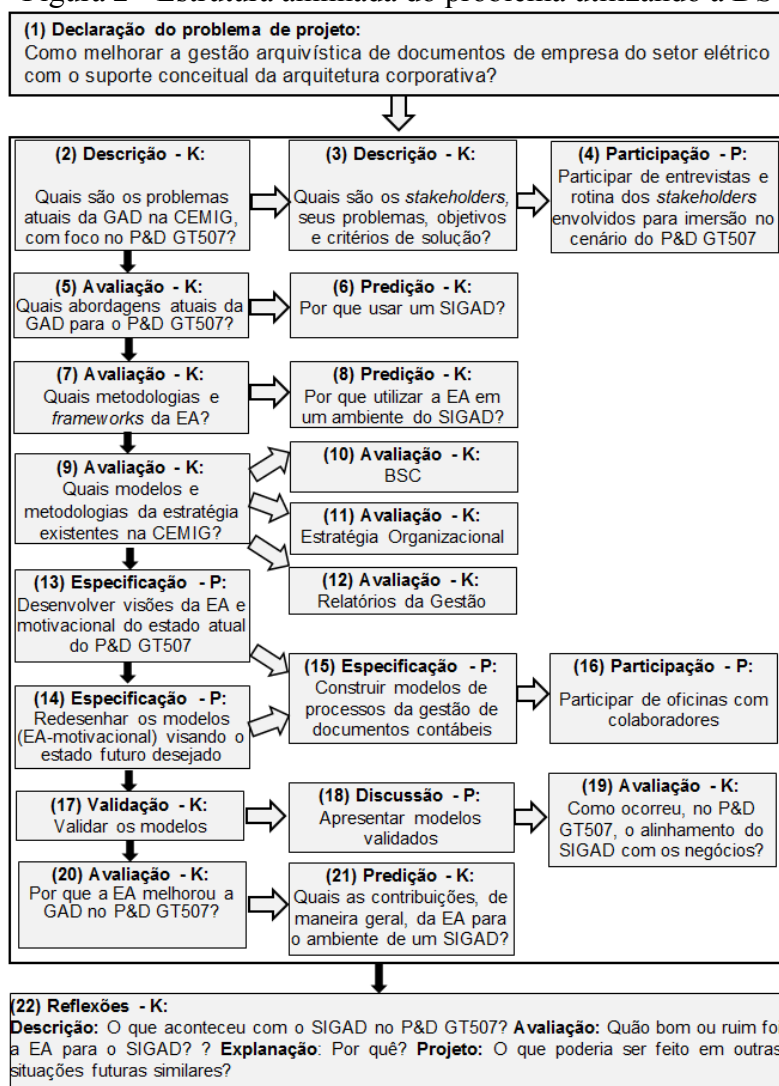 Figura 2 – Estrutura aninhada do problema utilizando a DS
(1) Declaração do problema de projeto:
Como melhorar a gestão arquivística de documentos de empresa do setor elétrico
com o suporte conceitual da arquitetura corporativa?
(2) Descrição - K:
Quais são os problemas
atuais da GAD na CEMIG,
com foco no P&D GT507?
(3) Descrição - K:
Quais são os stakeholders,
seus problemas, objetivos
e critérios de solução?
(4) Participação - P:
Participar de entrevistas e
rotina dos stakeholders
envolvidos para imersão no
cenário do P&D GT507
(5) Avaliação - K:
Quais abordagens atuais da
GAD para o P&D GT507?
(6) Predição - K:
Por que usar um SIGAD?
(7) Avaliação - K:
Quais metodologias e
frameworks da EA?
(8) Predição - K:
Por que utilizar a EA em
um ambiente do SIGAD?
(9) Avaliação - K:
Quais modelos e
metodologias da estratégia
existentes na CEMIG?
(10) Avaliação - K:
BSC
(11) Avaliação - K:
Estratégia Organizacional
(12) Avaliação - K:
Relatórios da Gestão
(13) Especificação - P:
Desenvolver visões da EA e
motivacional do estado atual
do P&D GT507
(14) Especificação - P:
Redesenhar os modelos
(EA-motivacional) visando o
estado futuro desejado
(15) Especificação - P:
Construir modelos de
processos da gestão de
documentos contábeis
(16) Participação - P:
Participar de oficinas com
colaboradores
(17) Validação - K:
Validar os modelos
(18) Discussão - P:
Apresentar modelos
validados
(19) Avaliação - K:
Como ocorreu, no P&D
GT507, o alinhamento do
SIGAD com os negócios?
(20) Avaliação - K:
Por que a EA melhorou a
GAD no P&D GT507?
(21) Predição - K:
Quais as contribuições, de
maneira geral, da EA para
o ambiente de um SIGAD?
(22) Reflexões - K:
Descrição: O que aconteceu com o SIGAD no P&D GT507? Avaliação: Quão bom ou ruim foi
a EA para o SIGAD? ? Explanação: Por quê? Projeto: O que poderia ser feito em outras
situações futuras similares?